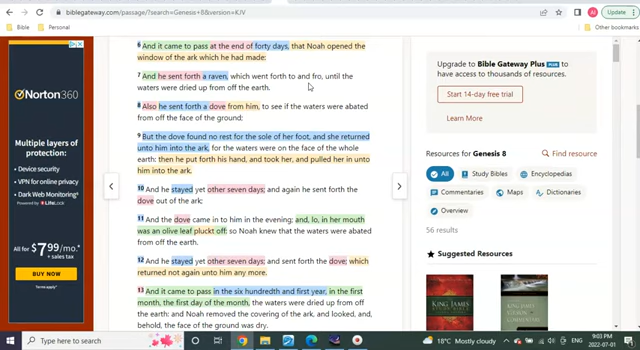 biblegateway.com/passage/?search=Genesis+8&version=KJV
Update
Bible
Personal
Other bookmarks
6 And it came to pass at the end of forty days, that Noah opened the
window of the ark which he had made:
7 And he sent forth a raven, which went forth to and fro, until the
waters were dried up from off the earth.
8 Also he sent forth a dove from him, to see if the waters were abated
from off the face of the ground;
9 But the dove found no rest for the sole of her foot, and she returned
unto him into the ark, for the waters were on the face of the whole
earth: then he put forth his hand, and took her, and pulled her in unto
him into the ark.
10 And he stayed yet other seven days; and again he sent forth the
dove out of the ark:
11 And the dove came in to him in the evening; and, lo, in her mouth
was an olive leaf pluckt off: so Noah knew that the waters were abated
from off the earth.
12 And he stayed yet other seven days; and sent forth the dove; which
returned not again unto him any more.
13 And it came to pass in the six hundredth and first year, in the first
month, the first day of the month, the waters were dried up from off the
earth: and Noah removed the covering of the ark, and looked, and,
behold, the face of the ground was dry.
Norton360
Multiple layers of
protection:
• Device security
• VPN for online privacy
• Dark Web Monitoring
Powered by LifeLock
All for $7.99/mo.*
+ sales tax
BUY NOW
Terms apply.*
Upgrade to Bible Gateway Plus PLUS to
have access to thousands of resources.
Start 14-day free trial
Learn More
Resources for Genesis 8
Find resource
All
Study Bibles
Encyclopedias
Commentaries
Maps
Dictionaries
Overview
56 results
Suggested Resources
KING JAMES
KING JAMES
COMMENTARY
Type here to search
18°C Mostly cloudy
ENG
9:03 PM
2022-07-01